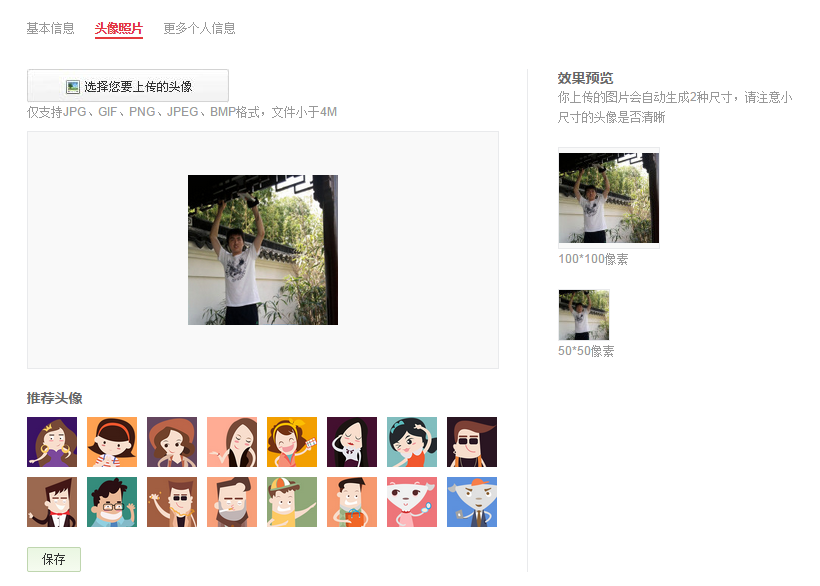 基本信息 头像照片 更多个人信息
选择您要上传的头像
仅支持JPG、GIF、PNG、JPEG、BMP格式，文件小于4M
效果预览
你上传的图片会自动生成2种尺寸，请注意小
尺寸的头像是否清晰
100*100像素
50*50像素
推荐头像
保存